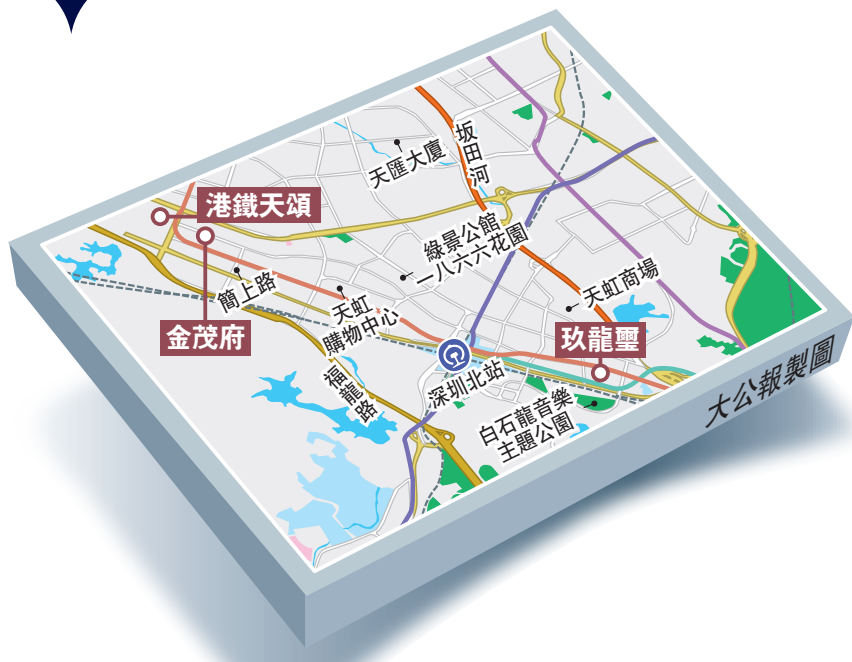 坂田河
天匯大廈
港鐵天頌
綠景公館
一八六六花園
簡上路
天虹
購物中心
天虹商場
金茂府
玖龍璽
福龍路
深圳北站
白石龍音樂
主題公園
大公報製圖